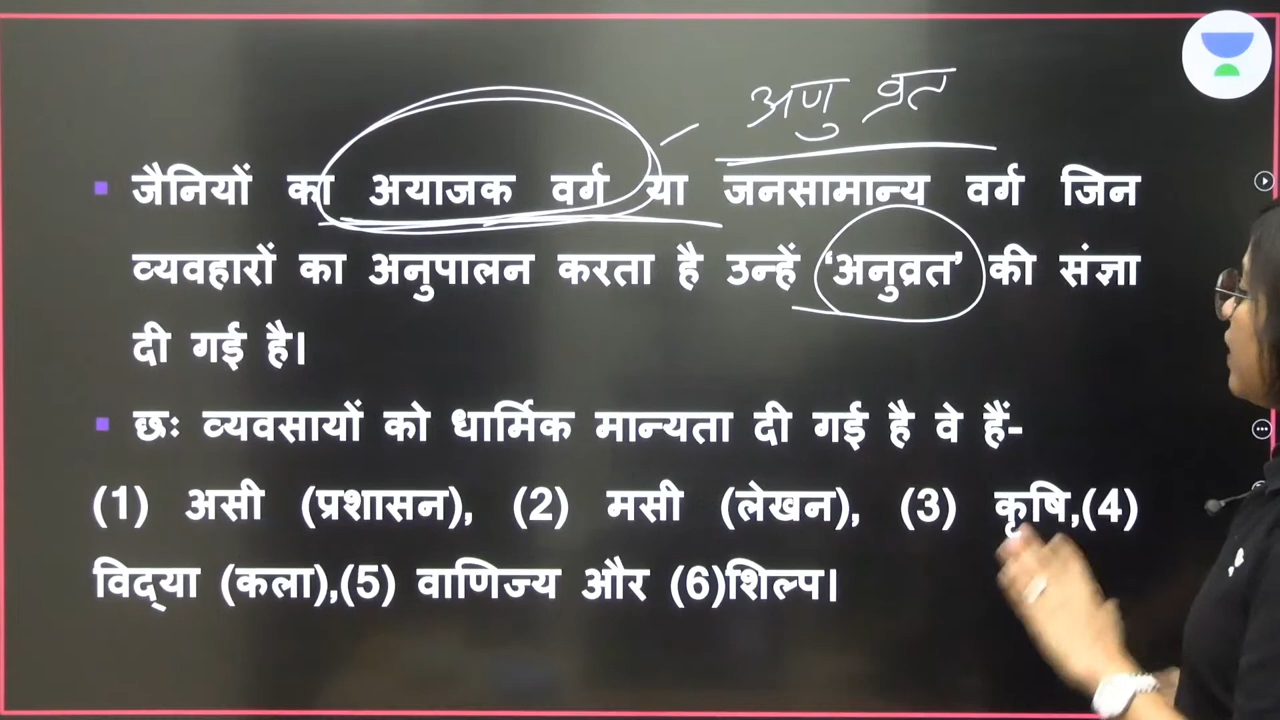 अणु व्रत
जैनियों का अयाजक वर्ग या जनसामान्य वर्ग जिन
व्यवहारों का अनुपालन करता है उन्हें ‘अनुव्रत’ की संज्ञा
दी गई है।
छः व्यवसायों को धार्मिक मान्यता दी गई है वे हैं-
(1) असी (प्रशासन), (2) मसी (लेखन), (3) कृषि,(4)
विद्‌या (कला),(5) वाणिज्य और (6)शिल्प।